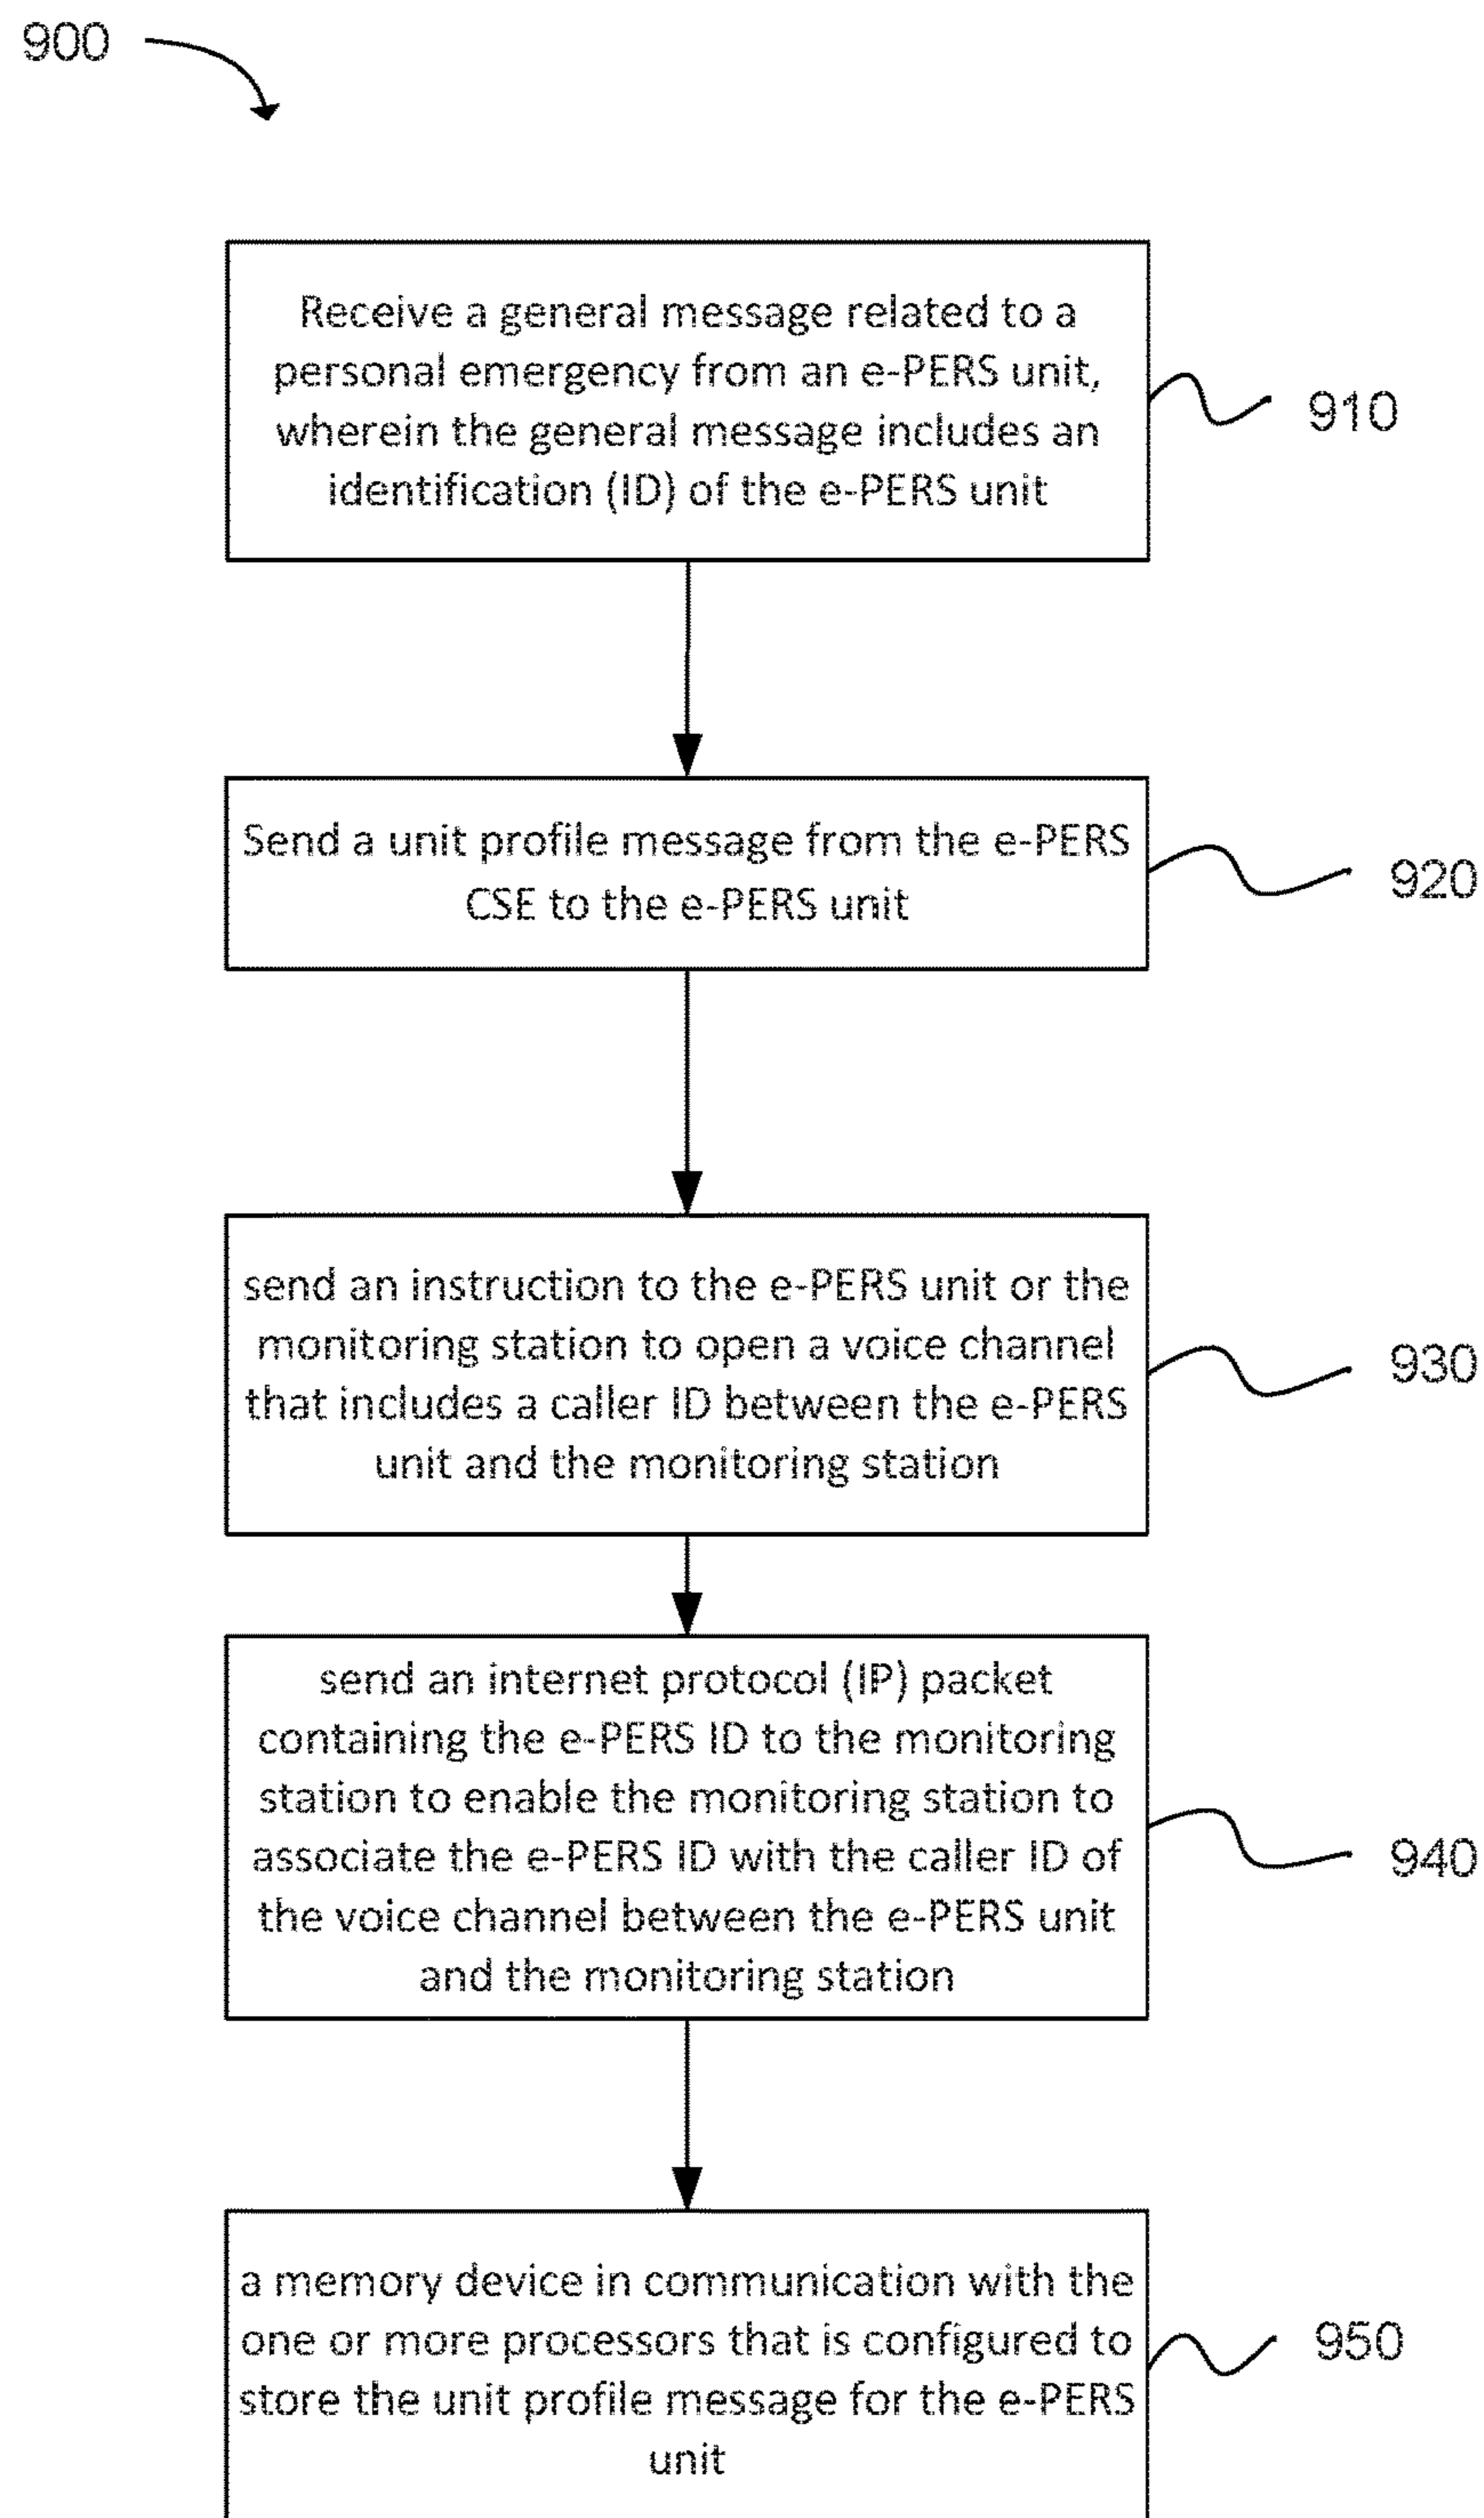 900
Receive a general message related to a
personal emergency from an e-PERS unit,
wherein the general message includes an
identification (ID) of the e-PERS unit
910
Send a unit profile message from the e-PERS
CSE to the e-PERS unit
920
send an instruction to the e-PERS unit or the
monitoring station to open a voice channel
that includes a caller ID between the e-PERS
unit and the monitoring station
930
send an internet protocol (IP) packet
containing the e-PERS ID to the monitoring
station to enable the monitoring station to
associate the e-PERS ID with the caller ID of
the voice channel between the e-PERS unit
and the monitoring station
940
a memory device in communication with the
one or more processors that is configured to
store the unit profile message for the e-PERS
unit
950